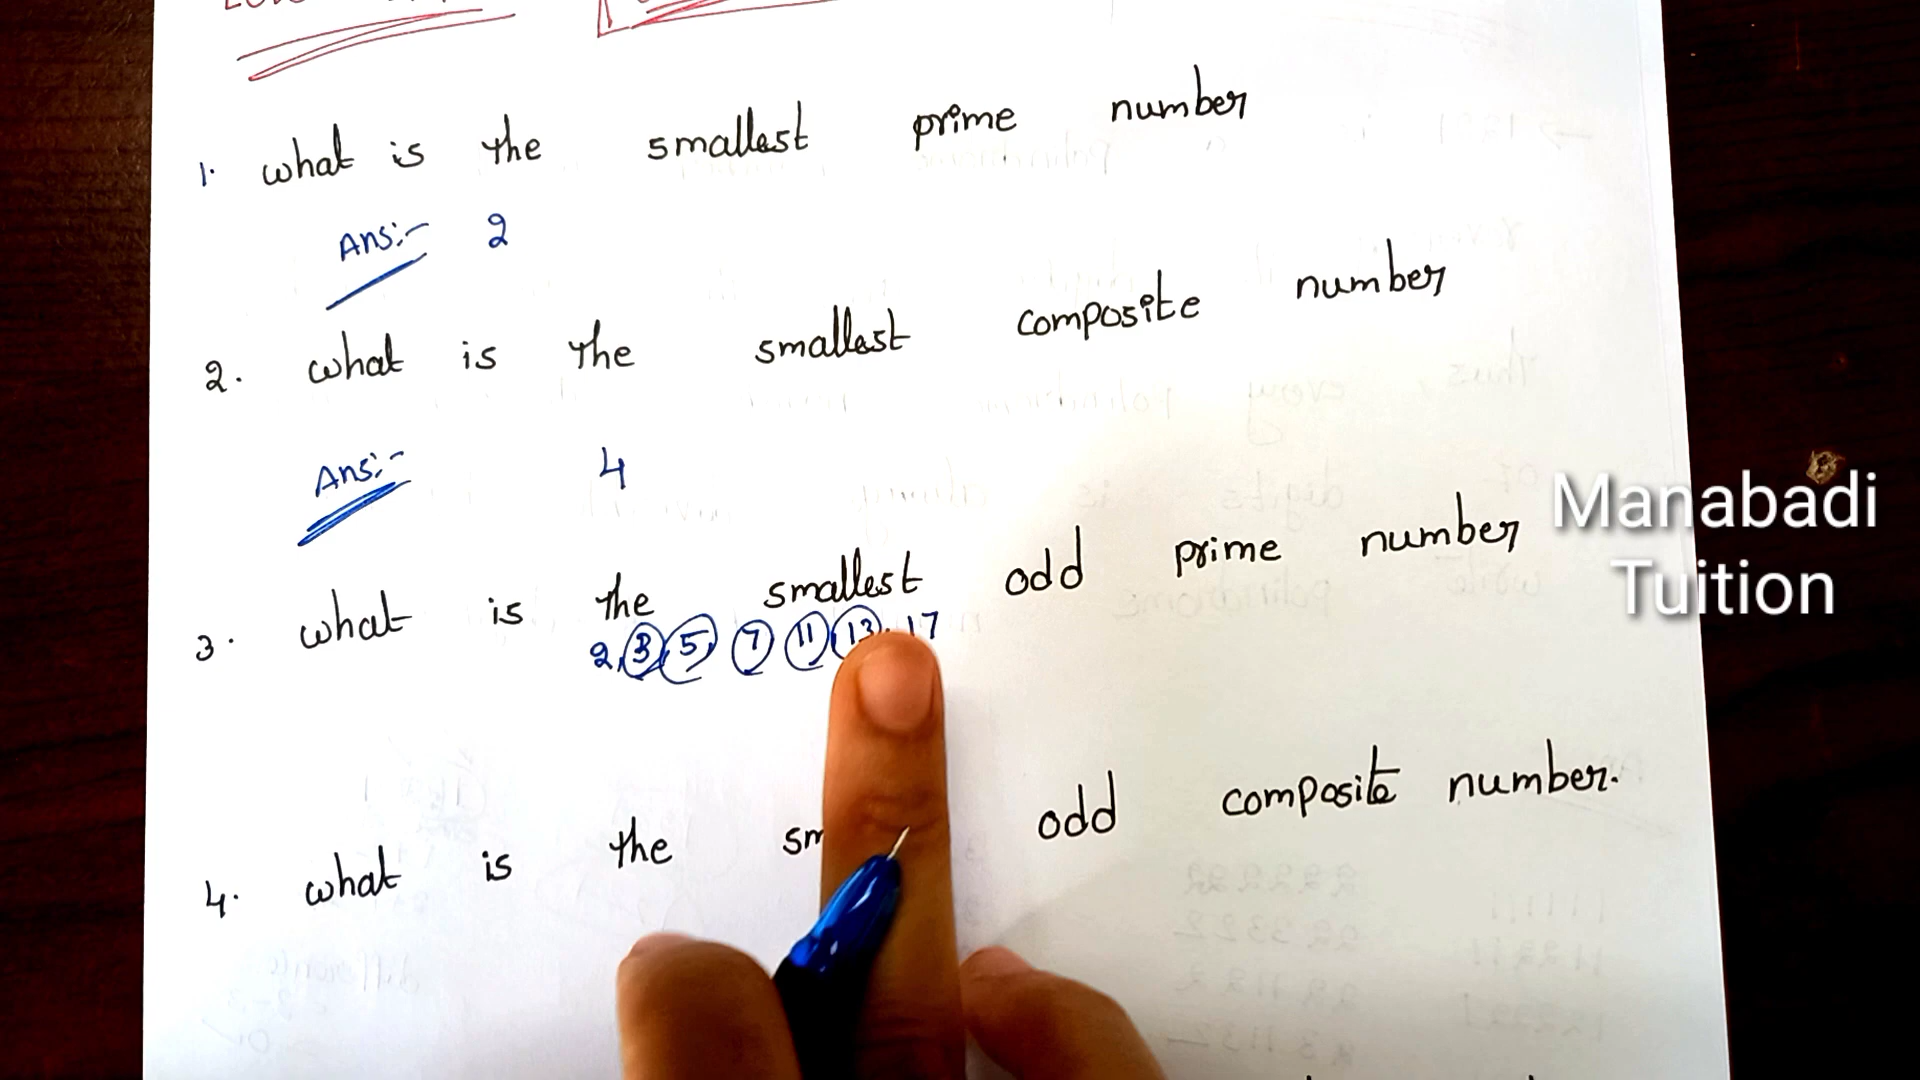 1. what is the smallest prime number
Ans:- 2
2. what is the smallest composite number
Ans:- 4
3. what is the smallest odd prime number
2, 3, 5, 7 11 13, 17
4. what is the odd composite number.
Manabadi
Tuition